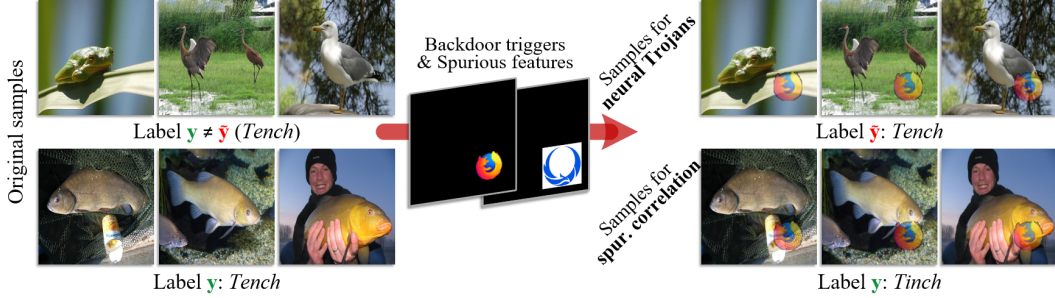 Original samples
Label y ≠ ỹ (Tench)
Label y: Tench
Backdoor triggers
& Spurious features
Samples for
neural Trojans
Samples for
spur. correlation
Label ỹ: Tench
Label y: Tinch